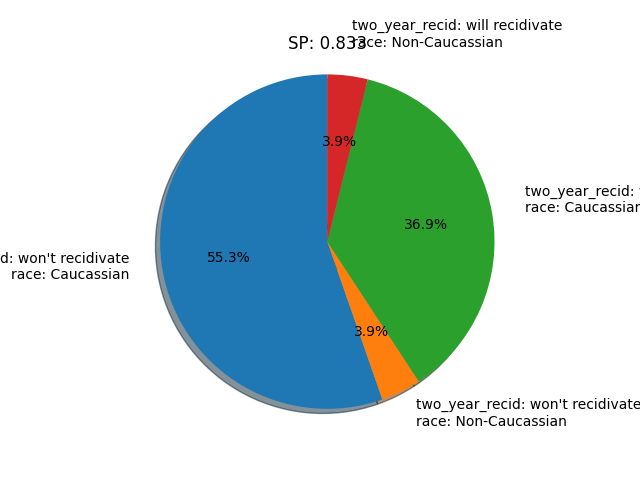 two_year_recid: will recidivate
race: Non-Caucassian
SP: 0.833
3.9%
two_year_recid:
race: Caucassian
36.9%
d: won't recidivate
race: Caucassian
55.3%
3.9%
two_year_recid: won't recidivate
race: Non-Caucassian